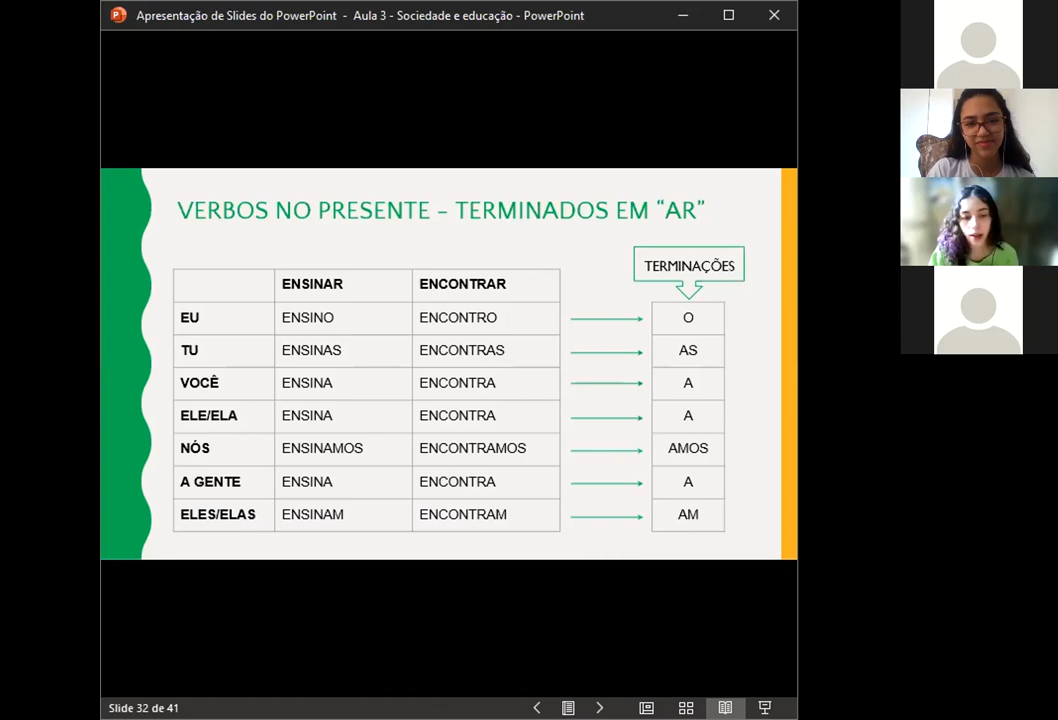 Apresentação de Slides do PowerPoint - Aula 3 - Sociedade e educação - PowerPoint
VERBOS NO PRESENTE – TERMINADOS EM “AR”
TERMINAÇÕES
ENSINAR ENCONTRAR
EU ENSINO ENCONTRO O
TU ENSINAS ENCONTRAS AS
VOCÊ ENSINA ENCONTRA A
ELE/ELA ENSINA ENCONTRA A
NÓS ENSINAMOS ENCONTRAMOS AMOS
A GENTE ENSINA ENCONTRA A
ELES/ELAS ENSINAM ENCONTRAM AM
Slide 32 de 41